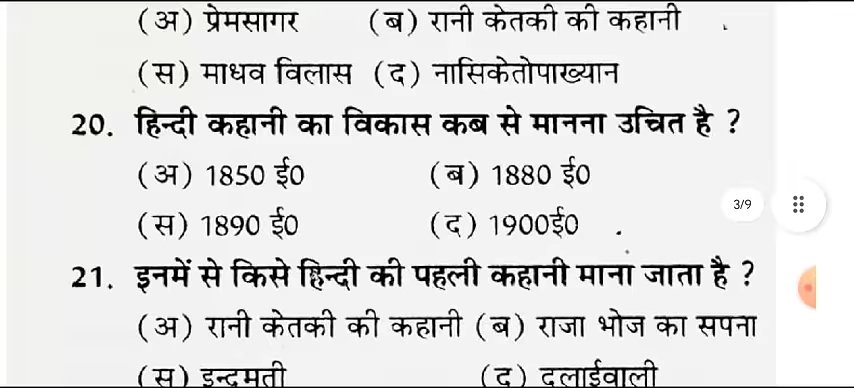 (अ) प्रेमसागर (ब) रानी केतकी की कहानी
(स) माधव विलास (द) नासिकेतोपाख्यान
20. हिन्दी कहानी का विकास कब से मानना उचित है ?
(अ) 1850 ई0 (ब) 1880 ई0
(स) 1890 ई0 (द) 1900ई0
3/9
21. इनमें से किसे हिन्दी की पहली कहानी माना जाता है ?
(अ) रानी केतकी की कहानी (ब) राजा भोज का सपना
(स) इन्दुमती (द) दुलाईवाली